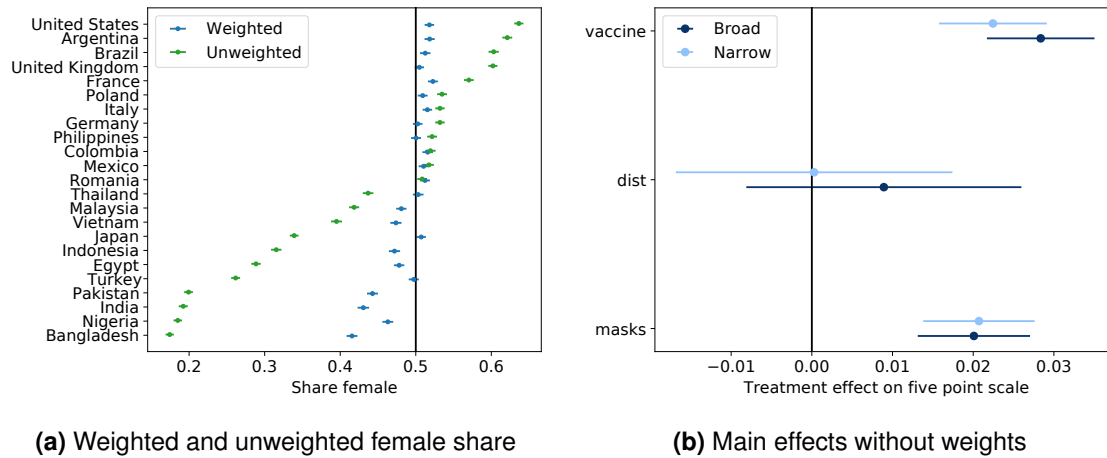 United States
Argentina
Brazil
United Kingdom
France
Poland
Italy
Germany
Philippines
Colombia
Mexico
Romania
Thailand
Malaysia
Vietnam
Japan
Indonesia
Egypt
Turkey
Pakistan
India
Nigeria
Bangladesh
Weighted
Unweighted
0.2 0.3 0.4 0.5 0.6
Share female
(a) Weighted and unweighted female share
vaccine
dist
masks
Broad
Narrow
−0.01 0.00 0.01 0.02 0.03
Treatment effect on five point scale
(b) Main effects without weights